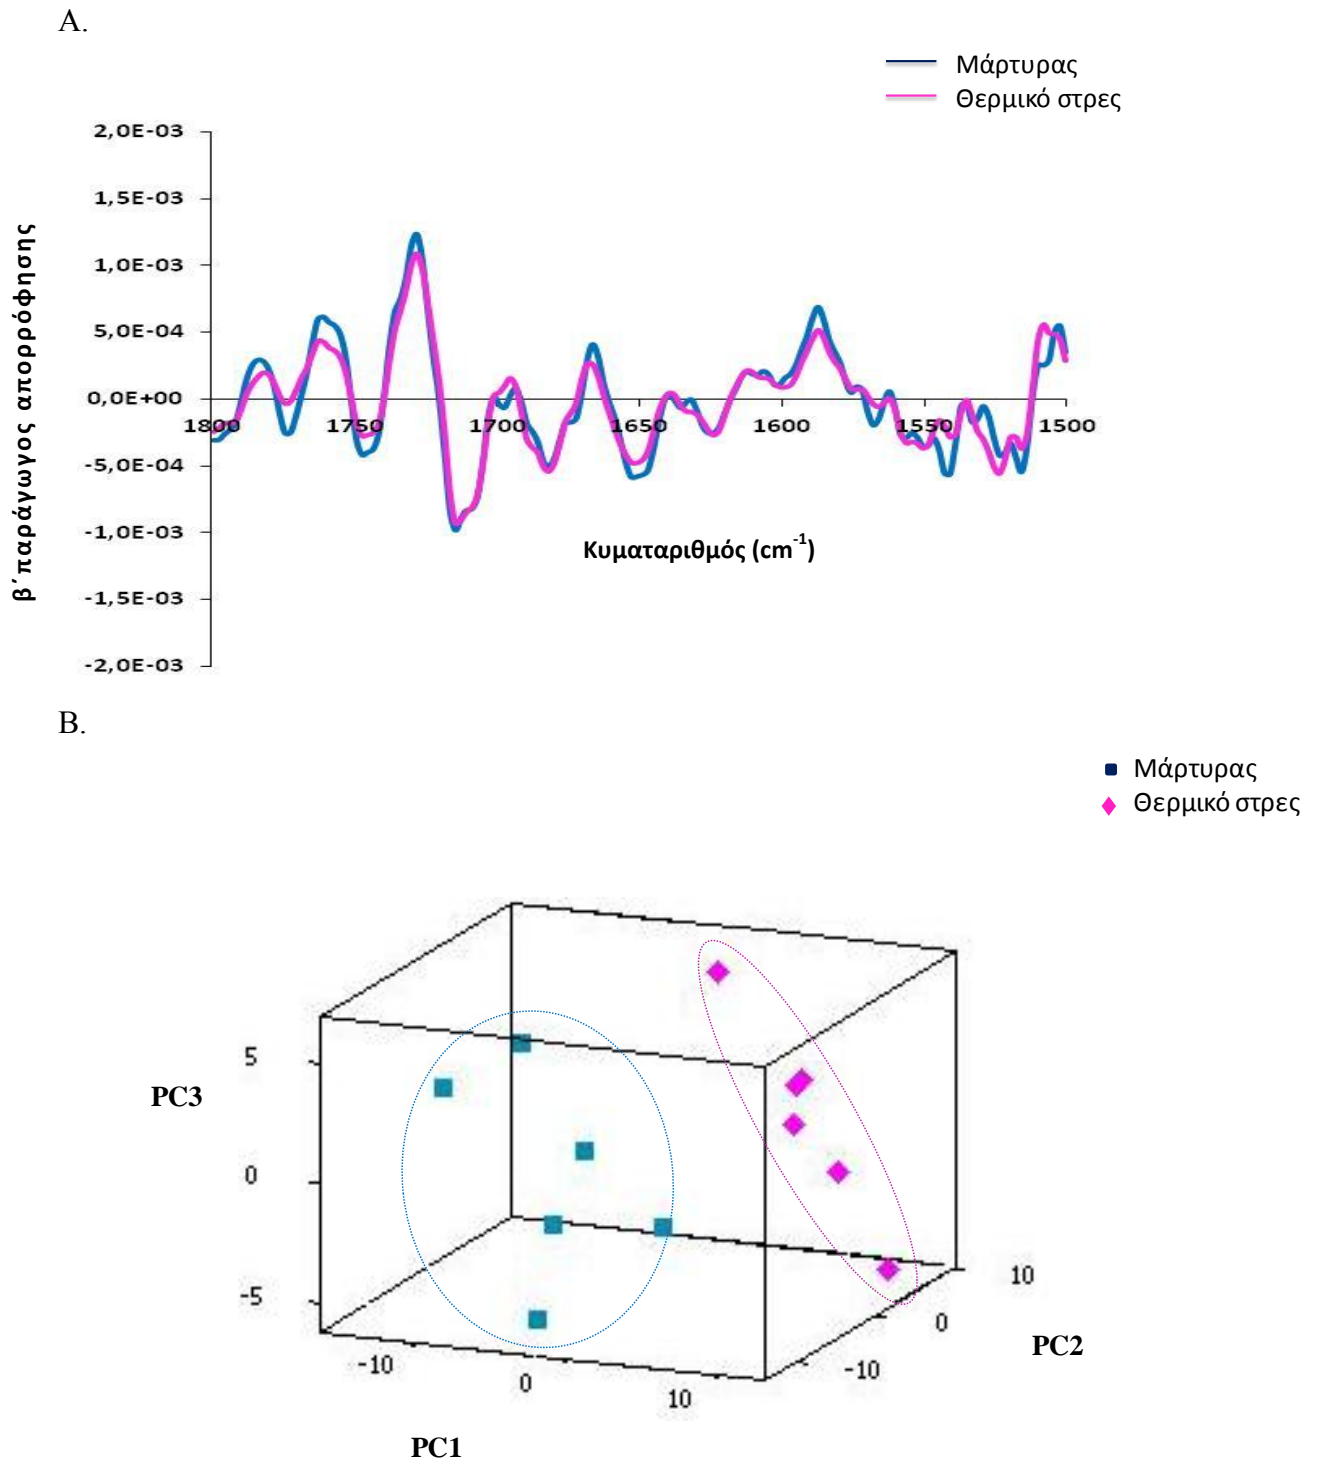 A.
Μάρτυρας
Θερμικό στρες
2,0E-03
1,5E-03
1,0E-03
5,0E-04
0,0E+00
-5,0E-04
-1,0E-03
-1,5E-03
-2,0E-03
β΄παράγωγος απορρόφησης
1800 1750 1700 1650 1600 1550 1500
Κυματαριθμός (cm⁻¹)
B.
Μάρτυρας
Θερμικό στρες
5
PC3
0
-5
-10 0 10
PC1
-10 0 10
PC2